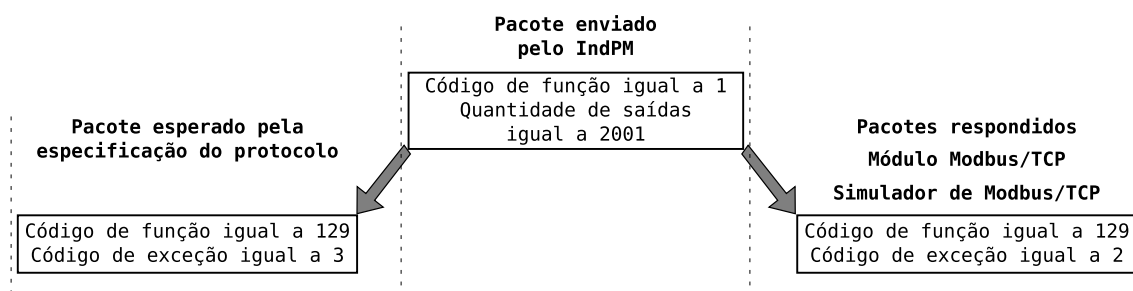 Pacote enviado
pelo IndPM
Código de função igual a 1
Quantidade de saídas
igual a 2001
Pacote esperado pela
especificação do protocolo
Código de função igual a 129
Código de exceção igual a 3
Pacotes respondidos
Módulo Modbus/TCP
Simulador de Modbus/TCP
Código de função igual a 129
Código de exceção igual a 2